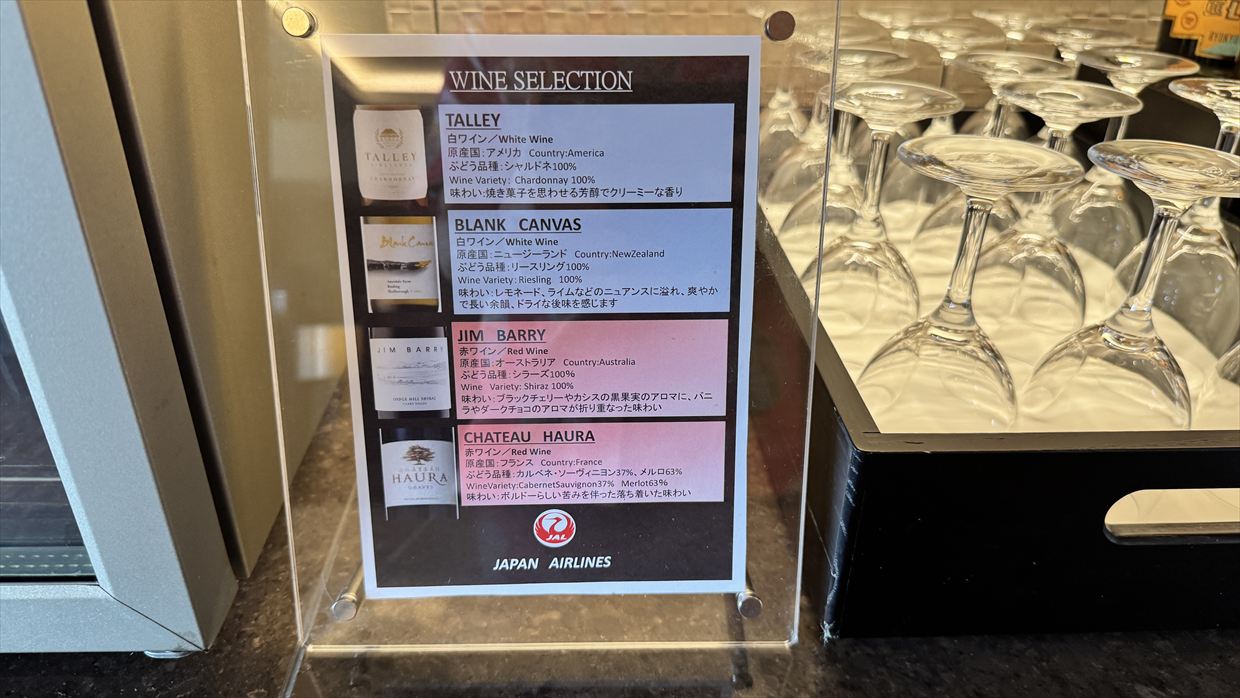 WINE SELECTION
TALLEY
白ワイン／White Wine
原産国：アメリカ Country:America
ぶどう品種：シャルドネ100%
Wine Variety: Chardonnay 100%
味わい：焼き菓子を思わせる芳醇でクリーミーな香り
TALLEY
CHARDONNAY
BLANK CANVAS
白ワイン／White Wine
原産国：ニュージーランド Country:NewZealand
ぶどう品種：リースリング100%
Wine Variety: Riesling 100%
味わい：レモネード、ライムなどのニュアンスに溢れ、爽やか
で長い余韻、ドライな後味を感じます
Blank Canvas
Riesling
JIM BARRY
赤ワイン／Red Wine
原産国：オーストラリア Country:Australia
ぶどう品種：シラーズ100%
Wine Variety: Shiraz 100%
味わい：ブラックチェリーやカシスの黒果実のアロマに、バニ
ラやダークチョコのアロマが折り重なった味わい
JIM BARRY
LODGE HILL SHIRAZ
CHATEAU HAURA
赤ワイン／Red Wine
原産国：フランス Country:France
ぶどう品種：カルベネ・ソーヴィニヨン37%、メルロ63%
WineVariety:CabernetSauvignon37% Merlot63%
味わい：ボルドーらしい苦みを伴った落ち着いた味わい
CHÂTEAU
HAURA
GRAVES
JAL
JAPAN AIRLINES